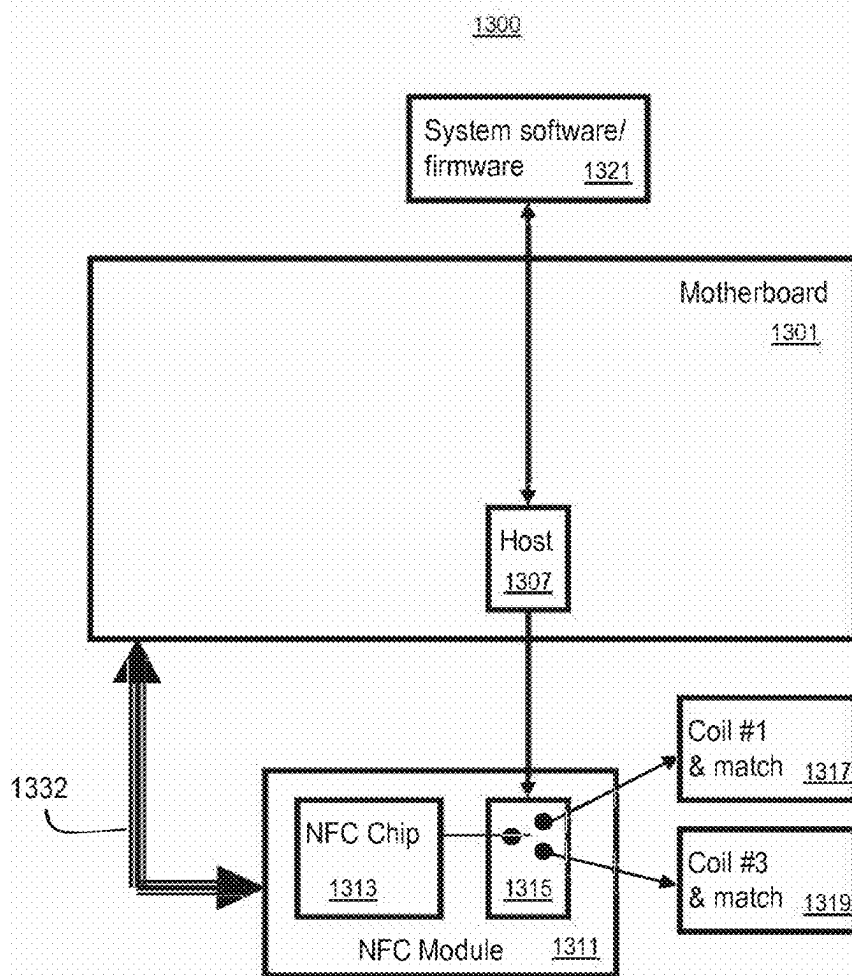 1300
System software/
firmware 1321
Motherboard
1301
Host
1307
1332
NFC Chip
1313
1315
NFC Module 1311
Coil #1
& match 1317
Coil #3
& match 1319